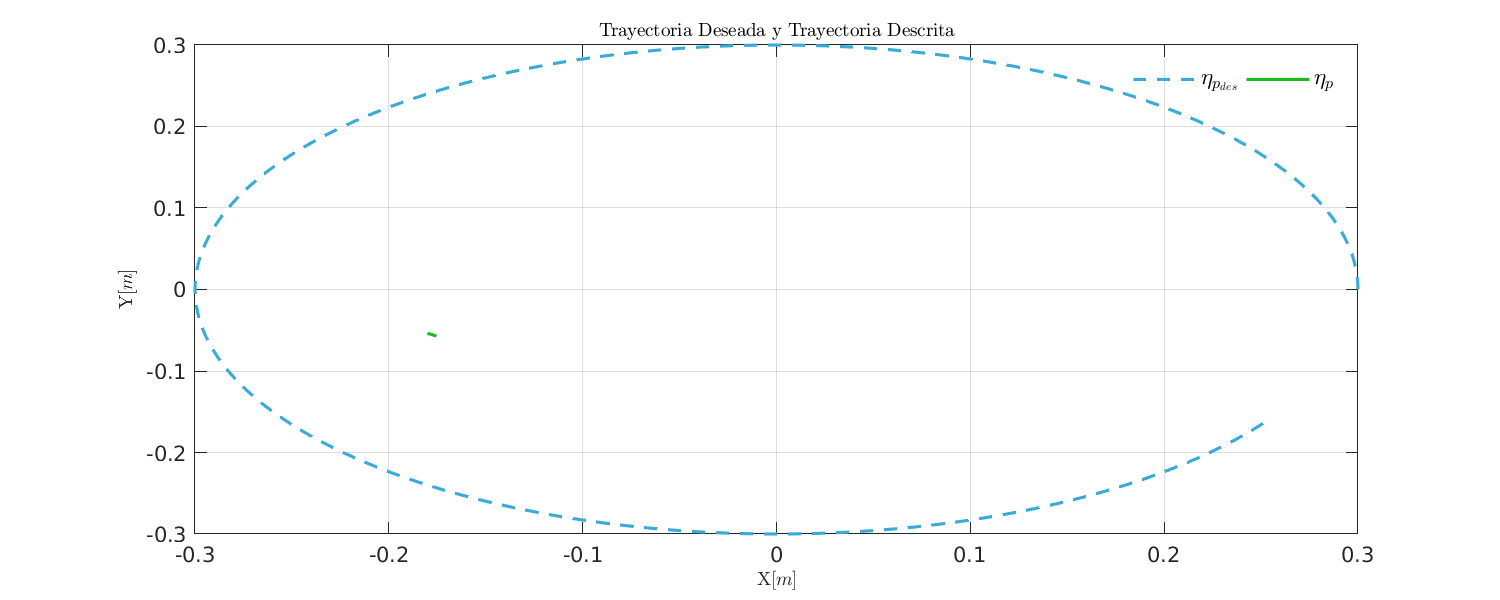 Trayectoria Deseada y Trayectoria Descrita
η_{p_{des}} η_p
0.3
0.2
0.1
0
-0.1
-0.2
-0.3
Y[m]
-0.3 -0.2 -0.1 0 0.1 0.2 0.3
X[m]